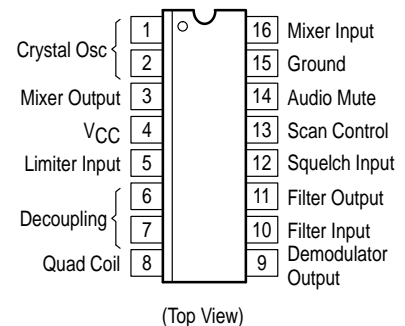 Crystal Osc
1
2
Mixer Output 3
VCC 4
Limiter Input 5
Decoupling
6
7
Quad Coil 8
16 Mixer Input
15 Ground
14 Audio Mute
13 Scan Control
12 Squelch Input
11 Filter Output
10 Filter Input
9 Demodulator
Output
(Top View)